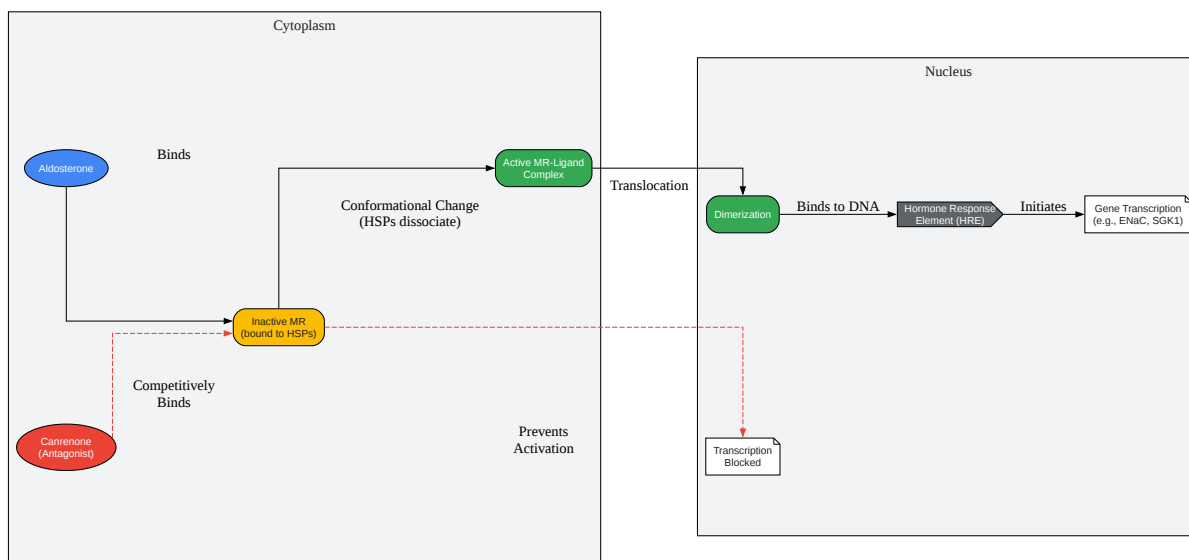 Cytoplasm
Nucleus
Aldosterone
Binds
Active MR-Ligand
Complex
Translocation
Conformational Change
(HSPs dissociate)
Dimerization
Binds to DNA
Hormone Response
Element (HRE)
Initiates
Gene Transcription
(e.g., ENaC, SGK1)
Inactive MR
(bound to HSPs)
Competitively
Binds
Canrenone
(Antagonist)
Prevents
Activation
Transcription
Blocked